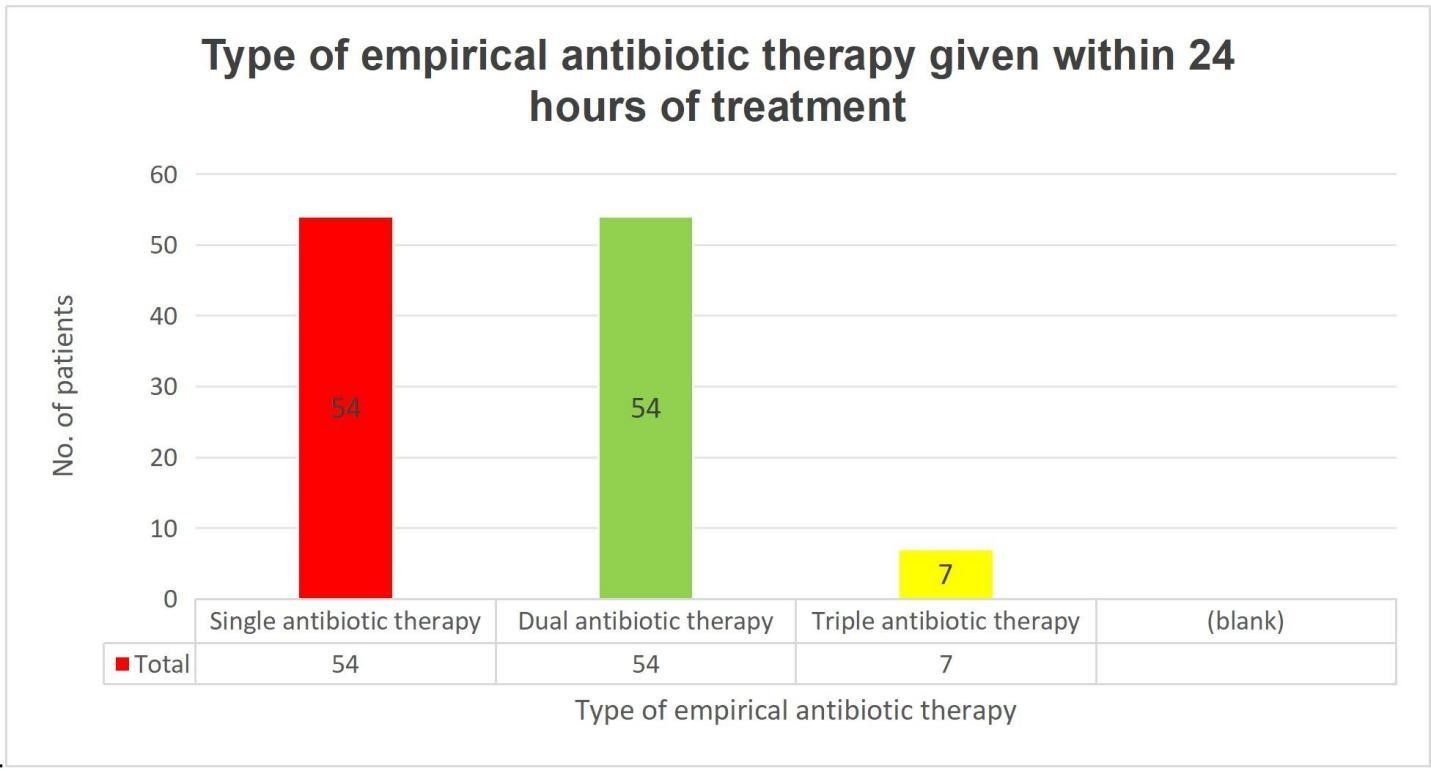 Type of empirical antibiotic therapy given within 24
hours of treatment
60
50
40
30
20
10
0
No. of patients
54
54
7
Single antibiotic therapy Dual antibiotic therapy Triple antibiotic therapy (blank)
Total 54 54 7
Type of empirical antibiotic therapy